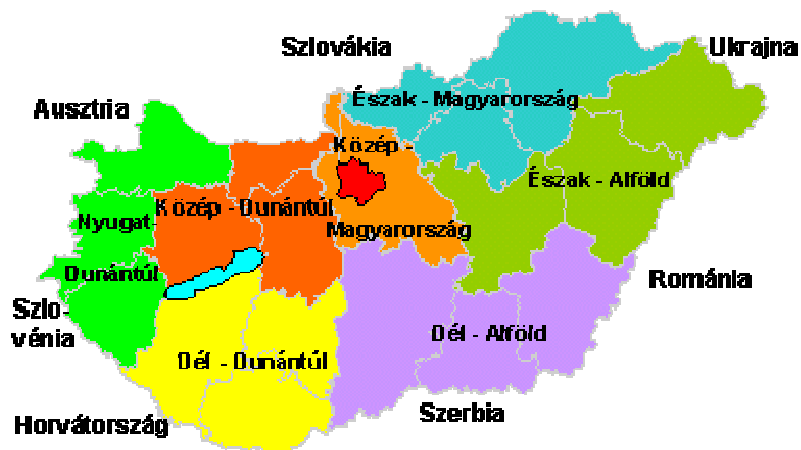 Szlovákia
Ukrajna
Ausztria
Észak - Magyarország
Közép -
Magyarország
Észak - Alföld
Közép - Dunántúl
Nyugat-
Dunántúl
Románia
Szlo-
vénia
Dél - Alföld
Dél - Dunántúl
Szerbia
Horvátország